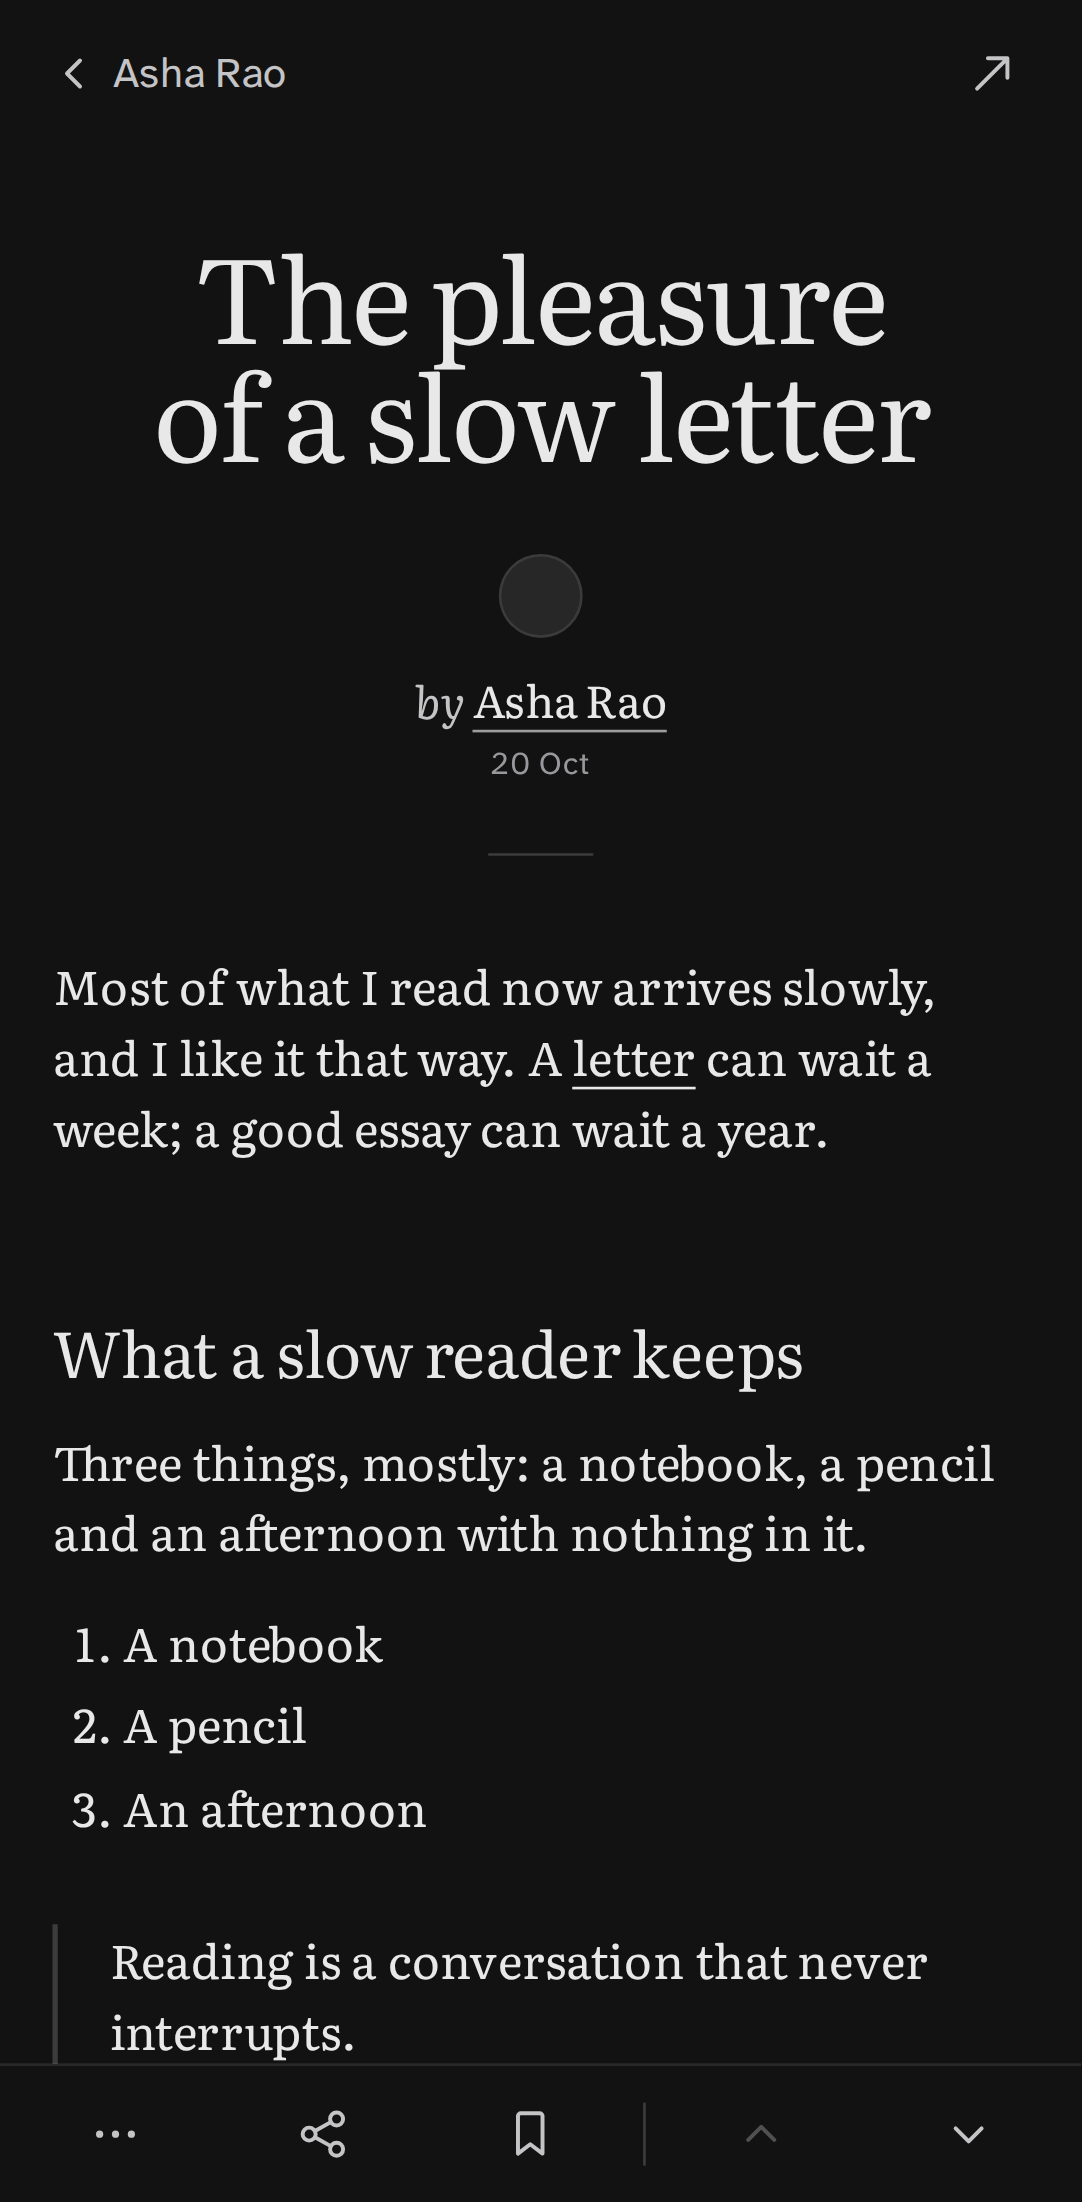 Asha Rao
The pleasure
of a slow letter
by Asha Rao
20 Oct
Most of what I read now arrives slowly,
and I like it that way. A letter can wait a
week; a good essay can wait a year.
What a slow reader keeps
Three things, mostly: a notebook, a pencil
and an afternoon with nothing in it.
1. A notebook
2. A pencil
3. An afternoon
Reading is a conversation that never
interrupts.